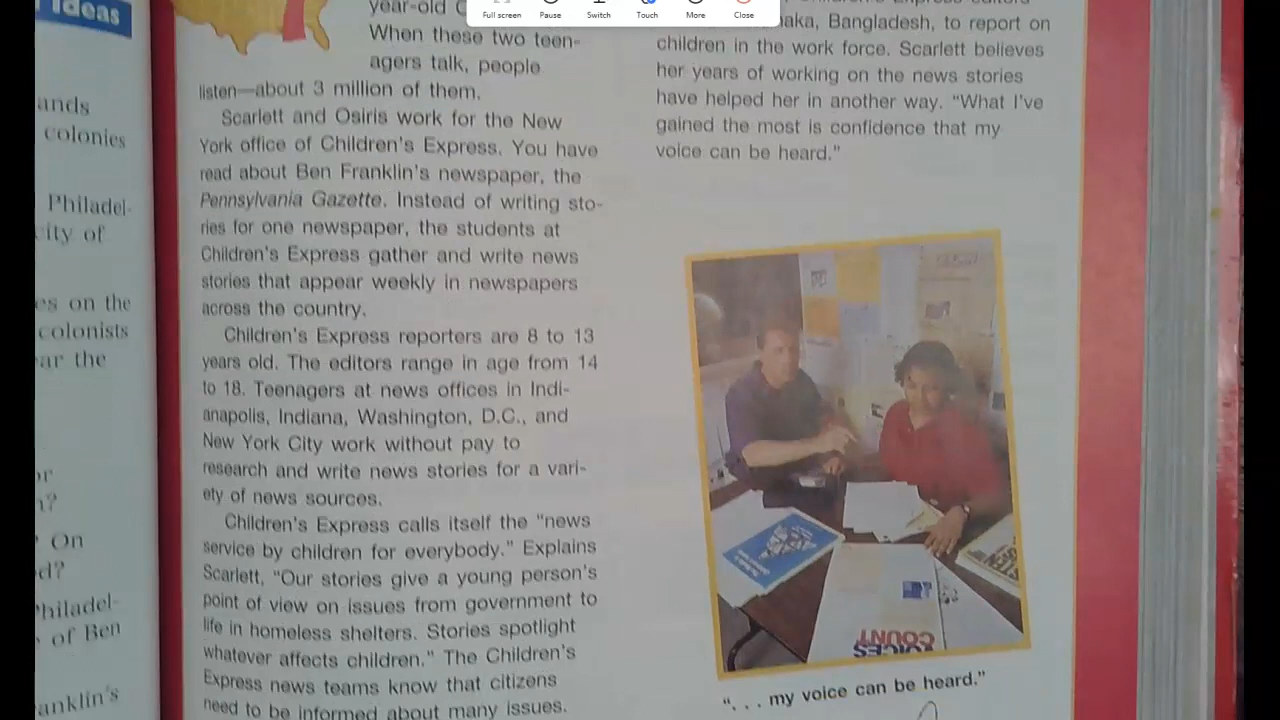 Full screen
Pause
Switch
Touch
More
Close
Ideas
ands
colonies
Philadel-
city of
es on the
colonists
ar the
or
n?
On
d?
Philadel-
of Ben
anklin's
year-old
When these two teen-
agers talk, people
listen—about 3 million of them.
Scarlett and Osiris work for the New
York office of Children's Express. You have
read about Ben Franklin's newspaper, the
Pennsylvania Gazette. Instead of writing sto-
ries for one newspaper, the students at
Children's Express gather and write news
stories that appear weekly in newspapers
across the country.
Children's Express reporters are 8 to 13
years old. The editors range in age from 14
to 18. Teenagers at news offices in Indi-
anapolis, Indiana, Washington, D.C., and
New York City work without pay to
research and write news stories for a vari-
ety of news sources.
Children's Express calls itself the "news
service by children for everybody." Explains
Scarlett, "Our stories give a young person's
point of view on issues from government to
life in homeless shelters. Stories spotlight
whatever affects children." The Children's
Express news teams know that citizens
need to be informed about many issues.
aka, Bangladesh, to report on
children in the work force. Scarlett believes
her years of working on the news stories
have helped her in another way. "What I've
gained the most is confidence that my
voice can be heard."
VOICES
COUNT
". . . my voice can be heard."